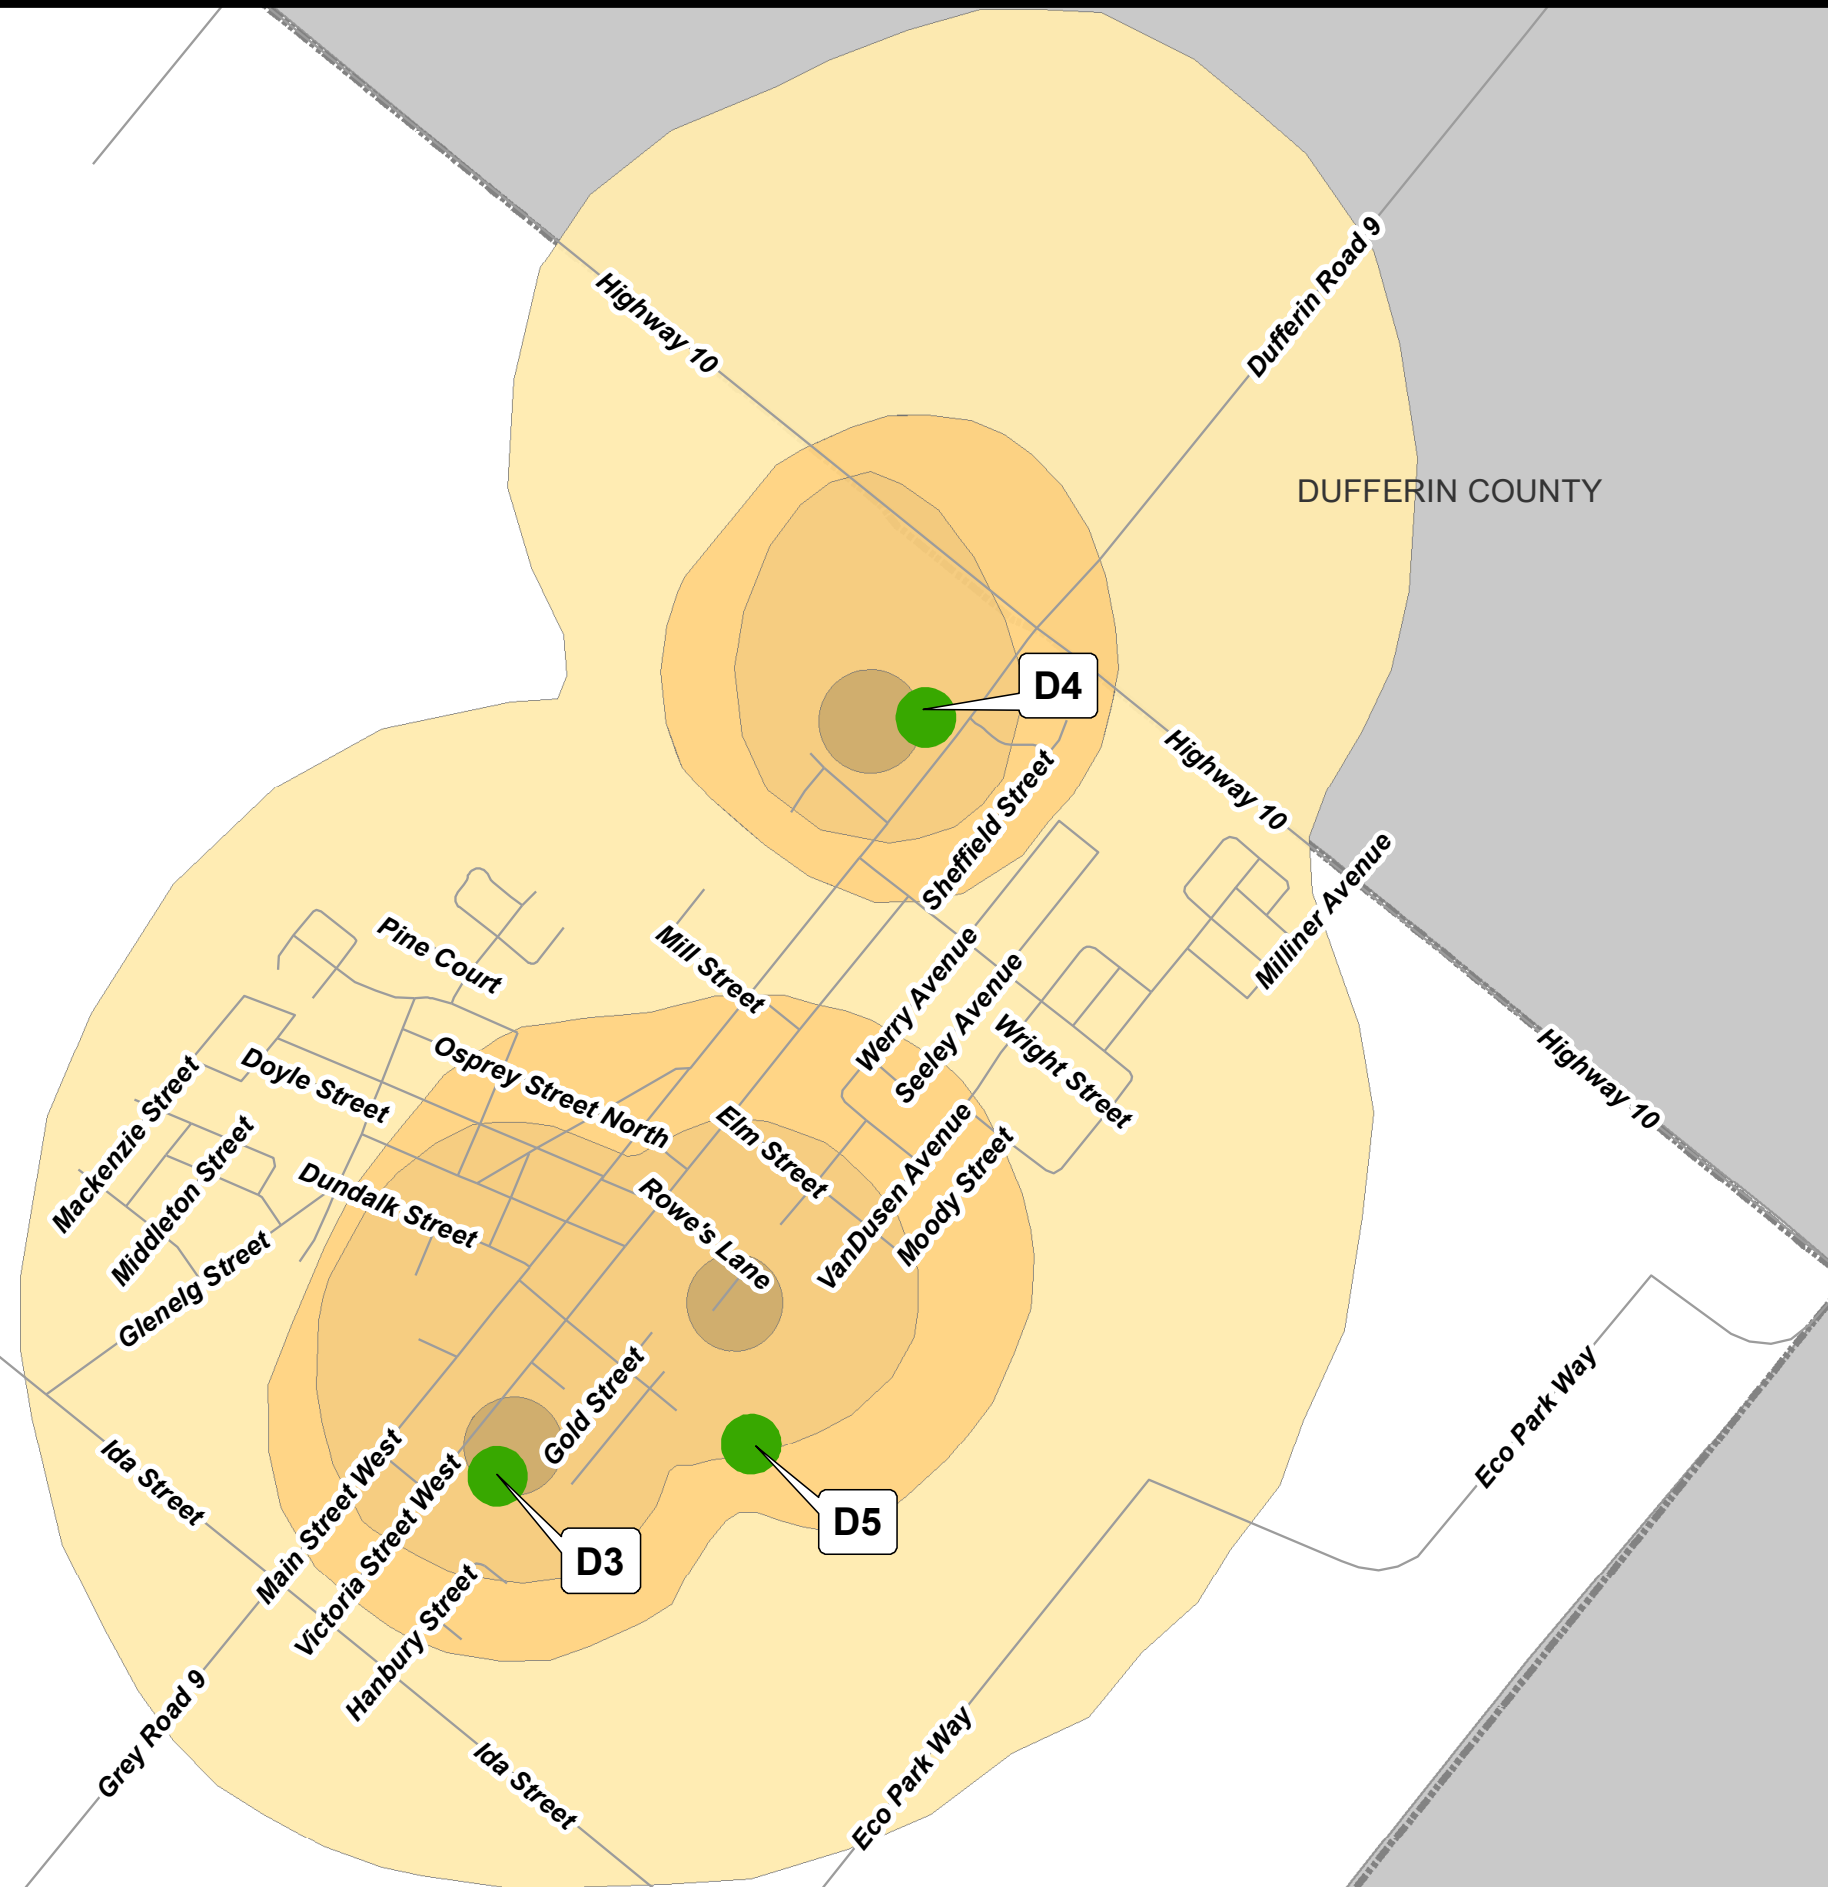 Dufferin Road 9
Highway 10
DUFFERIN COUNTY
D4
Highway 10
Sheffield Street
Milliner Avenue
Pine Court
Mill Street
Werry Avenue
Seeley Avenue
Wright Street
Highway 10
Osprey Street North
Doyle Street
Mackenzie Street
Middleton Street
Elm Street
Dundalk Street
Rowe's Lane
VanDusen Avenue
Moody Street
Glenelg Street
Gold Street
Eco Park Way
Ida Street
Main Street West
Victoria Street West
D5
D3
Hanbury Street
Grey Road 9
Ida Street
Eco Park Way